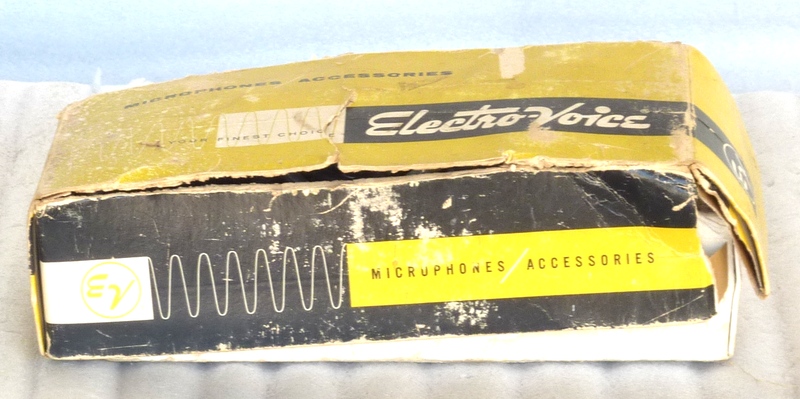 MICROPHONES ACCESSORIES
YOUR FINEST CHOICE
Electro-Voice
EV
MICROPHONES / ACCESSORIES